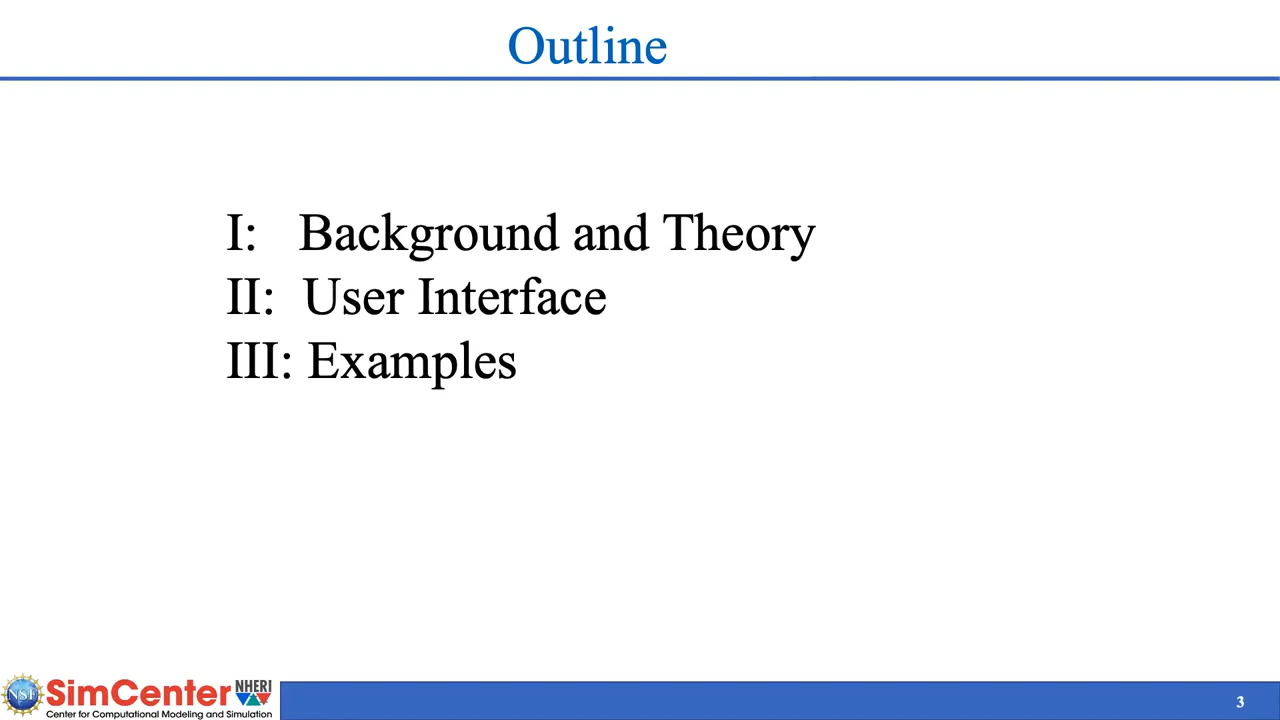 Outline
I: Background and Theory
II: User Interface
III: Examples
NSF
SimCenter
NHERI
Center for Computational Modeling and Simulation
3